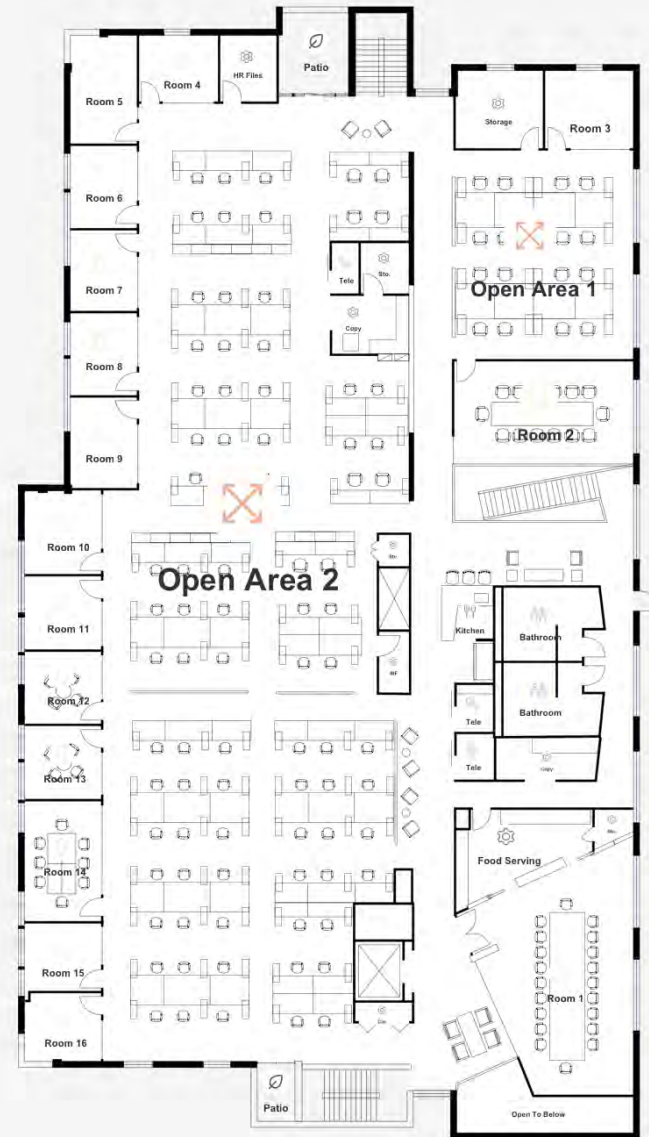 Room 4
HR Files
Patio
Room 5
Storage
Room 3
Room 6
Tele
Sto.
Room 7
Open Area 1
Copy
Room 8
Room 2
Room 9
Room 10
Open Area 2
Room 11
Kitchen
Bathroom
Room 12
Bathroom
Tele
Room 13
Tele
Copy
Food Serving
Room 14
Room 15
Room 1
Room 16
Patio
Open To Below